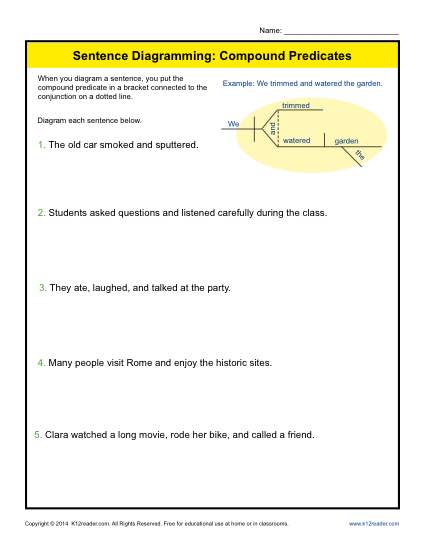 Name: ____________________________
Sentence Diagramming: Compound Predicates
When you diagram a sentence, you put the
compound predicate in a bracket connected to the
conjunction on a dotted line.
Diagram each sentence below.
Example: We trimmed and watered the garden.
trimmed
We
and
watered
garden
the
1. The old car smoked and sputtered.
2. Students asked questions and listened carefully during the class.
3. They ate, laughed, and talked at the party.
4. Many people visit Rome and enjoy the historic sites.
5. Clara watched a long movie, rode her bike, and called a friend.
Copyright © 2014 K12reader.com. All Rights Reserved. Free for educational use at home or in classrooms.
www.k12reader.com